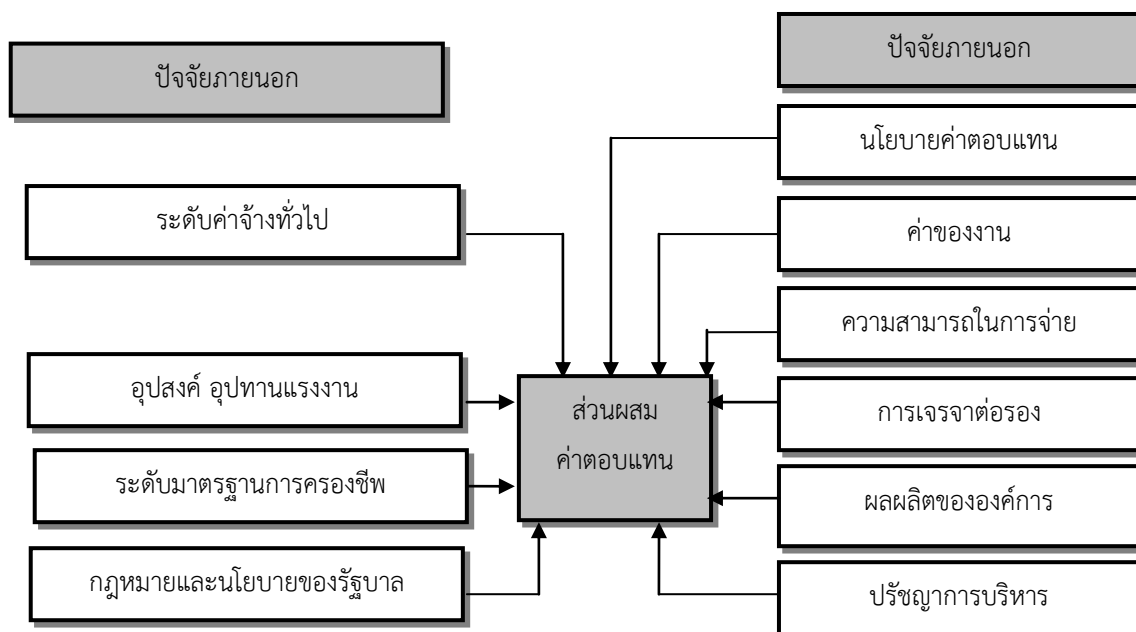 ปัจจัยภายนอก
ระดับค่าจ้างทั่วไป
อุปสงค์ อุปทานแรงงาน
ระดับมาตรฐานการครองชีพ
กฎหมายและนโยบายของรัฐบาล
ส่วนผสม
ค่าตอบแทน
ปัจจัยภายนอก
นโยบายค่าตอบแทน
ค่าของงาน
ความสามารถในการจ่าย
การเจรจาต่อรอง
ผลผลิตขององค์การ
ปรัชญาการบริหาร